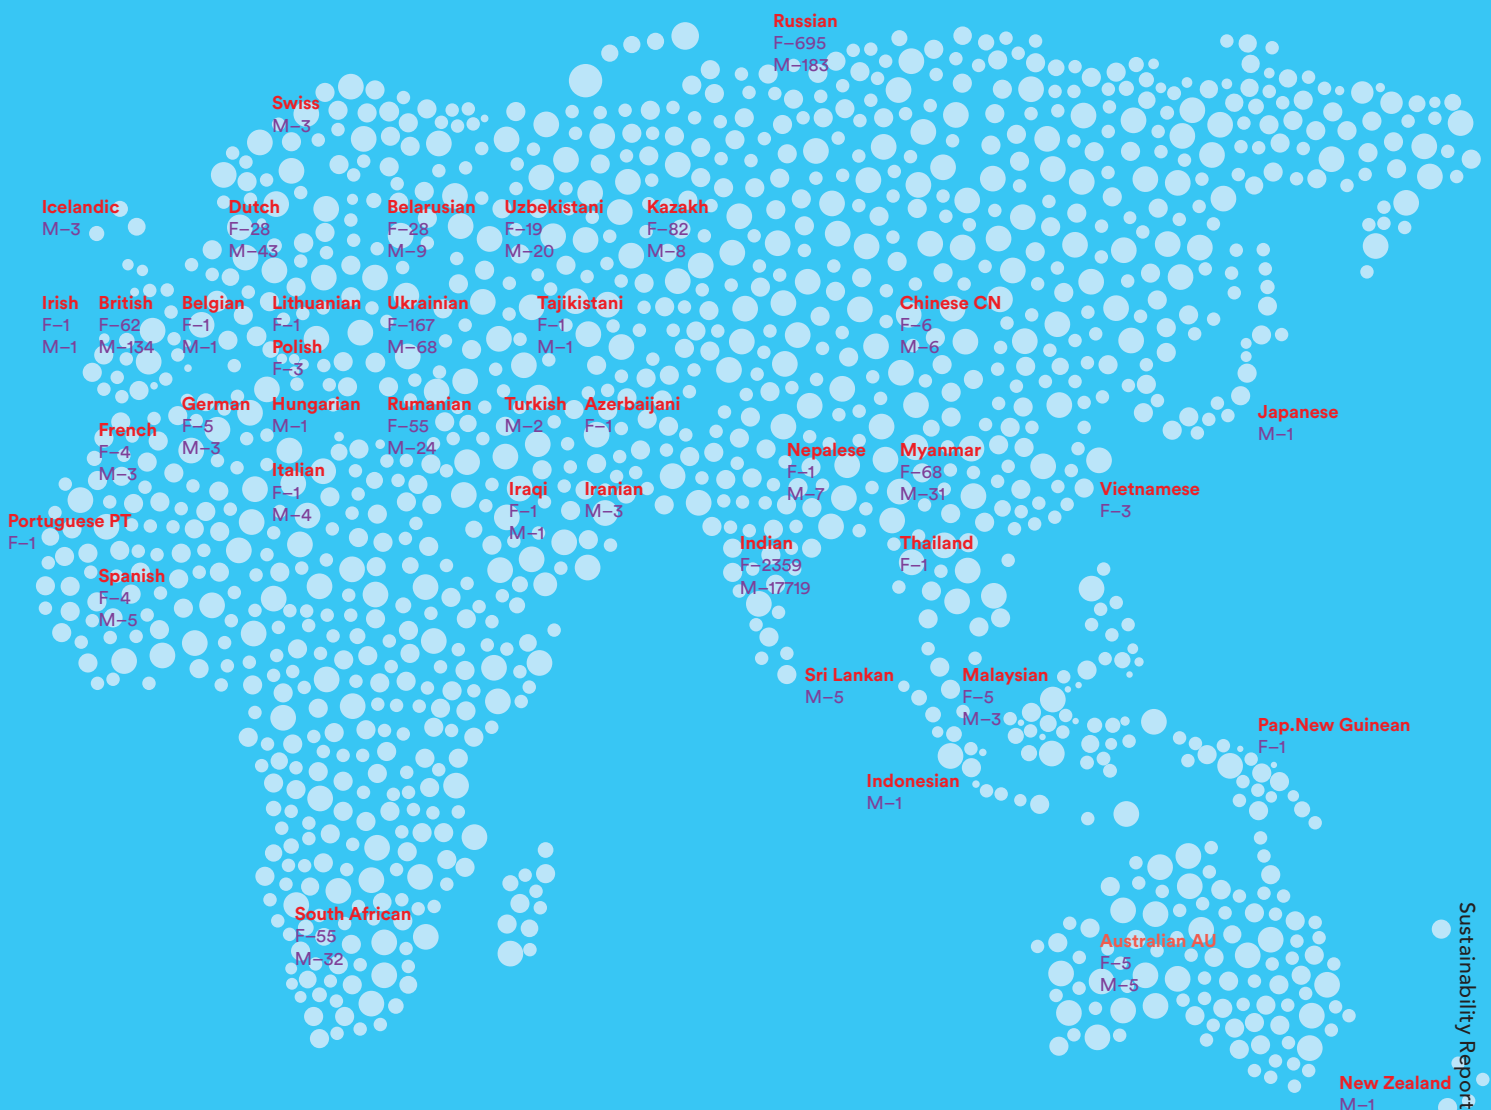 Russian
F–695
M–183
Swiss
M–3
Icelandic
M–3
Dutch
F–28
M–43
Belarusian
F–28
M–9
Uzbekistani
F–19
M–20
Kazakh
F–82
M–8
Irish
F–1
M–1
British
F–62
M–134
Belgian
F–1
M–1
Lithuanian
F–1
Polish
F–3
Ukrainian
F–167
M–68
Tajikistani
F–1
M–1
Chinese CN
F–6
M–6
German
F–5
M–3
Hungarian
M–1
Rumanian
F–55
M–24
Turkish
M–2
Azerbaijani
F–1
Japanese
M–1
French
F–4
M–3
Italian
F–1
M–4
Nepalese
F–1
M–7
Myanmar
F–68
M–31
Iraqi
F–1
M–1
Iranian
M–3
Vietnamese
F–3
Portuguese PT
F–1
Indian
F–2359
M–17719
Thailand
F–1
Spanish
F–4
M–5
Sri Lankan
M–5
Malaysian
F–5
M–3
Pap.New Guinean
F–1
Indonesian
M–1
South African
F–55
M–32
Australian AU
F–5
M–5
New Zealand
M–1
Sustainability Report